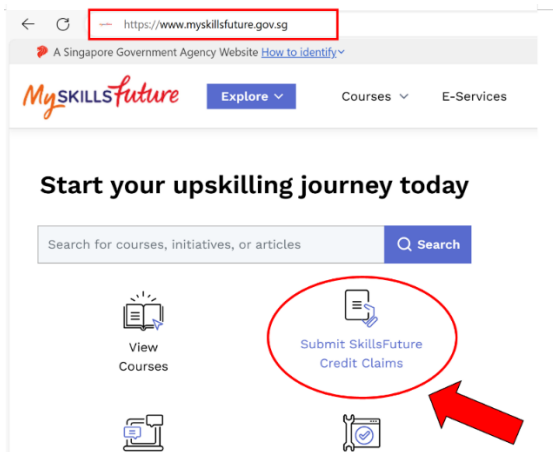 https://www.myskillsfuture.gov.sg
A Singapore Government Agency Website How to identify
MySKILLSfuture
Explore
Courses
E-Services
Start your upskilling journey today
Search for courses, initiatives, or articles
Search
View
Courses
Submit SkillsFuture
Credit Claims